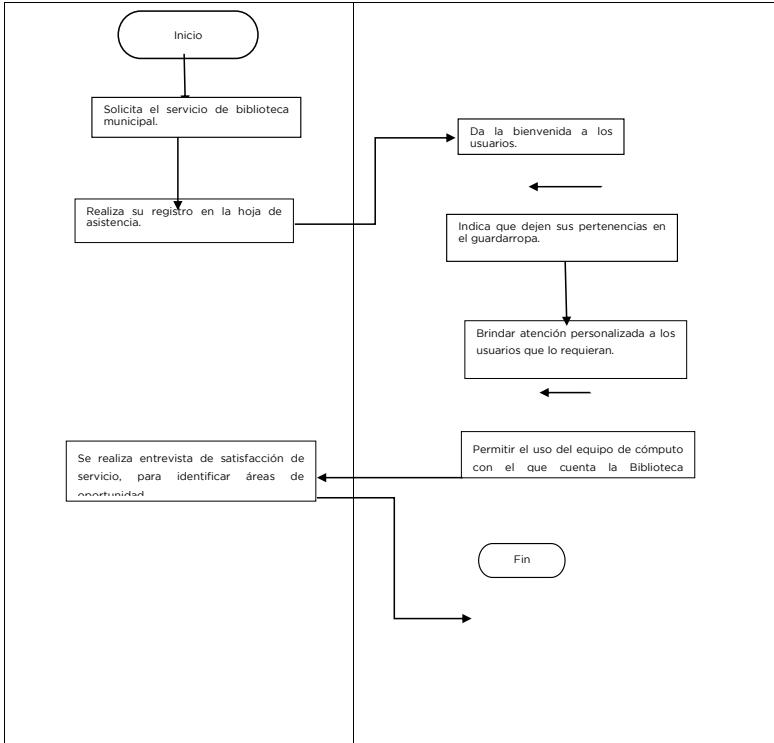 Inicio
Solicita el servicio de biblioteca
municipal.
Realiza su registro en la hoja de
asistencia.
Da la bienvenida a los
usuarios.
Indica que dejen sus pertenencias en
el guardarropa.
Brindar atención personalizada a los
usuarios que lo requieran.
Permitir el uso del equipo de cómputo
con el que cuenta la Biblioteca
Se realiza entrevista de satisfacción de
servicio, para identificar áreas de
oportunidad
Fin